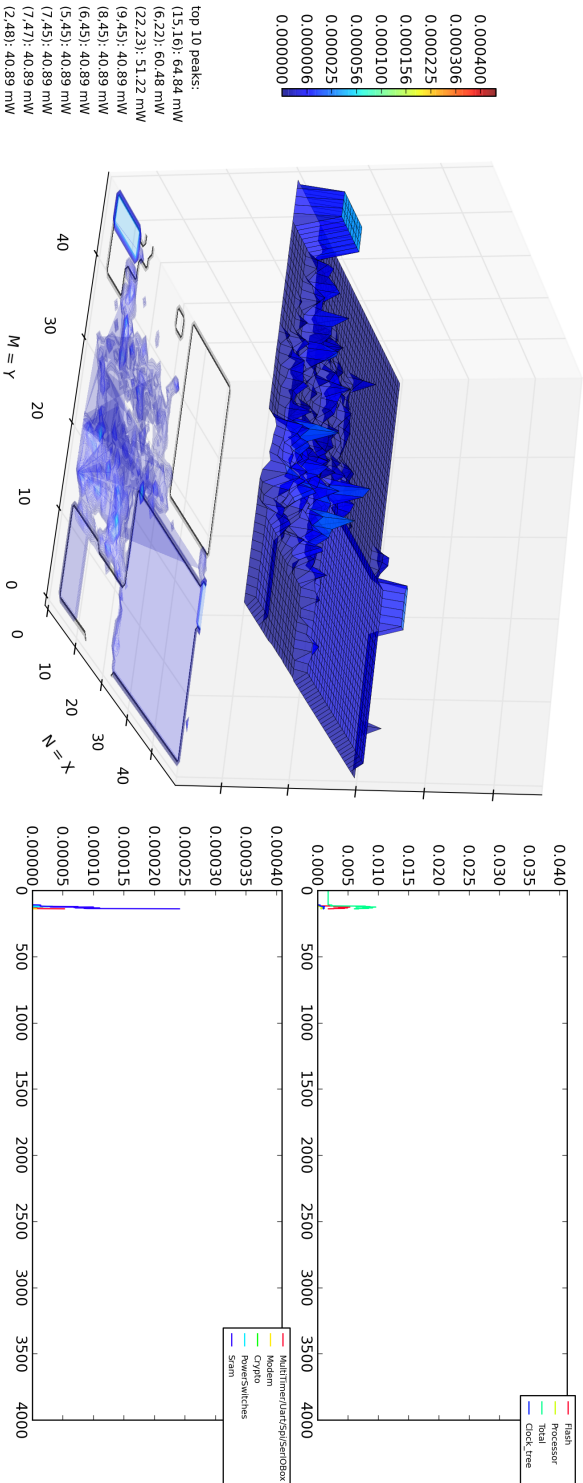 0.000400
0.000306
0.000225
0.000156
0.000100
0.000056
0.000025
0.000006
0.000000
top 10 peaks:
(15,16): 64.84 mW
(6,22): 60.48 mW
(22,23): 51.22 mW
(9,45): 40.89 mW
(8,45): 40.89 mW
(6,45): 40.89 mW
(5,45): 40.89 mW
(7,45): 40.89 mW
(7,47): 40.89 mW
(2,48): 40.89 mW
40
30
20
10
0
M = Y
0
10
20
30
40
N = X
0.040
0.035
0.030
0.025
0.020
0.015
0.010
0.005
0.000
Flash
Processor
Total
Clock_tree
0 500 1000 1500 2000 2500 3000 3500 4000
0.00040
0.00035
0.00030
0.00025
0.00020
0.00015
0.00010
0.00005
0.00000
MultiTimer/Uart/Spi/SerIOBox
Modem
Crypto
PowerSwitches
Sram
0 500 1000 1500 2000 2500 3000 3500 4000